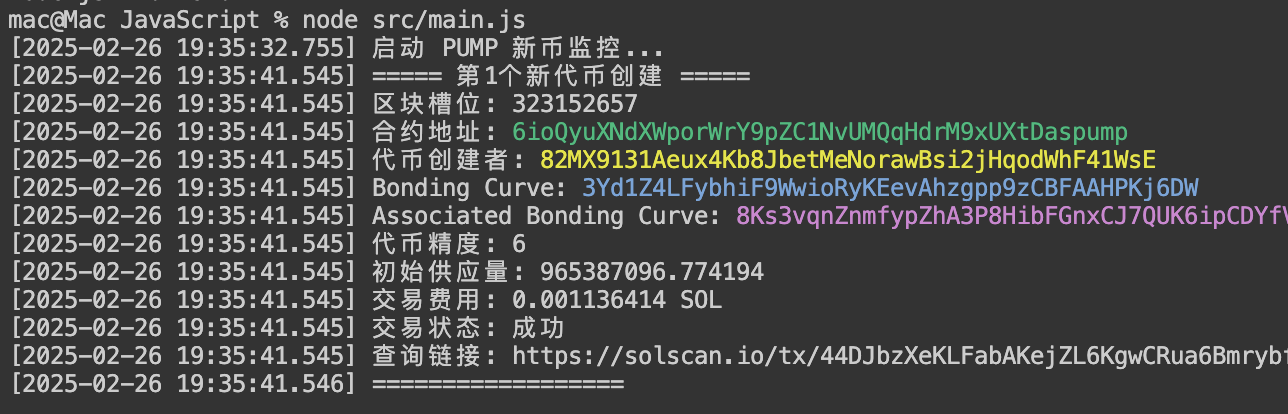 mac@Mac JavaScript % node src/main.js
[2025-02-26 19:35:32.755] 启动 PUMP 新币监控...
[2025-02-26 19:35:41.545] ===== 第1个新代币创建 =====
[2025-02-26 19:35:41.545] 区块槽位: 323152657
[2025-02-26 19:35:41.545] 合约地址: 6ioQyuXNdXWporWrY9pZC1NvUMQqHdrM9xUXtDaspump
[2025-02-26 19:35:41.545] 代币创建者: 82MX9131Aeux4Kb8JbetMeNorawBsi2jHqodWhF41WsE
[2025-02-26 19:35:41.545] Bonding Curve: 3Yd1Z4LFybhiF9WwioRyKEevAhzgpp9zCBFAAHPKj6DW
[2025-02-26 19:35:41.545] Associated Bonding Curve: 8Ks3vqnZnmfypZhA3P8HibFGnxCJ7QUK6ipCDYf
[2025-02-26 19:35:41.545] 代币精度: 6
[2025-02-26 19:35:41.545] 初始供应量: 965387096.774194
[2025-02-26 19:35:41.545] 交易费用: 0.001136414 SOL
[2025-02-26 19:35:41.545] 交易状态: 成功
[2025-02-26 19:35:41.545] 查询链接: https://solscan.io/tx/44DJbzXeKLFabAKejZL6KgwCRua6Bmryb
[2025-02-26 19:35:41.546] ==================